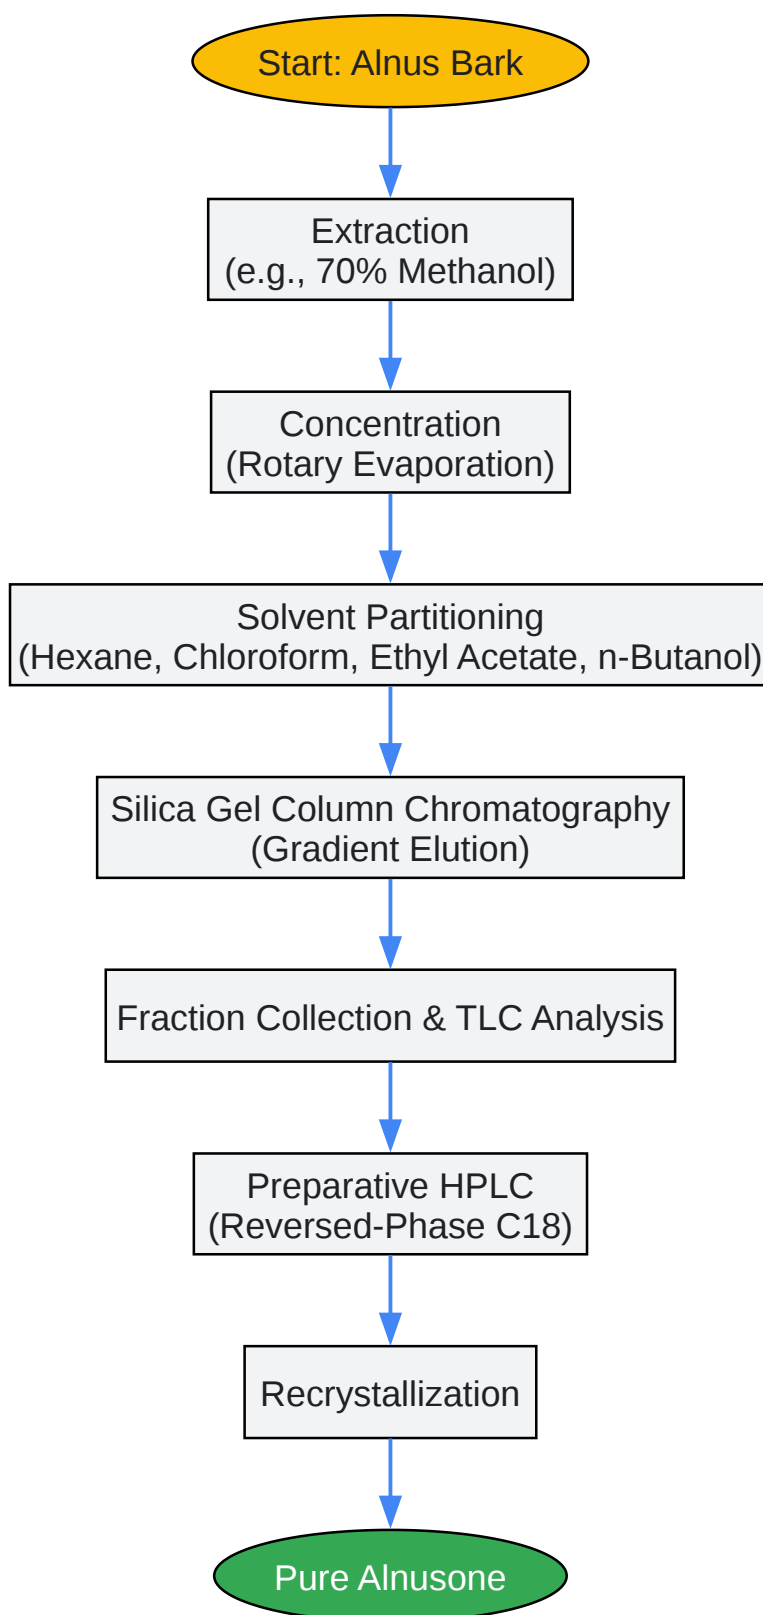 Start: Alnus Bark
Extraction
(e.g., 70% Methanol)
Concentration
(Rotary Evaporation)
Solvent Partitioning
(Hexane, Chloroform, Ethyl Acetate, n-Butanol)
Silica Gel Column Chromatography
(Gradient Elution)
Fraction Collection & TLC Analysis
Preparative HPLC
(Reversed-Phase C18)
Recrystallization
Pure Alnusone